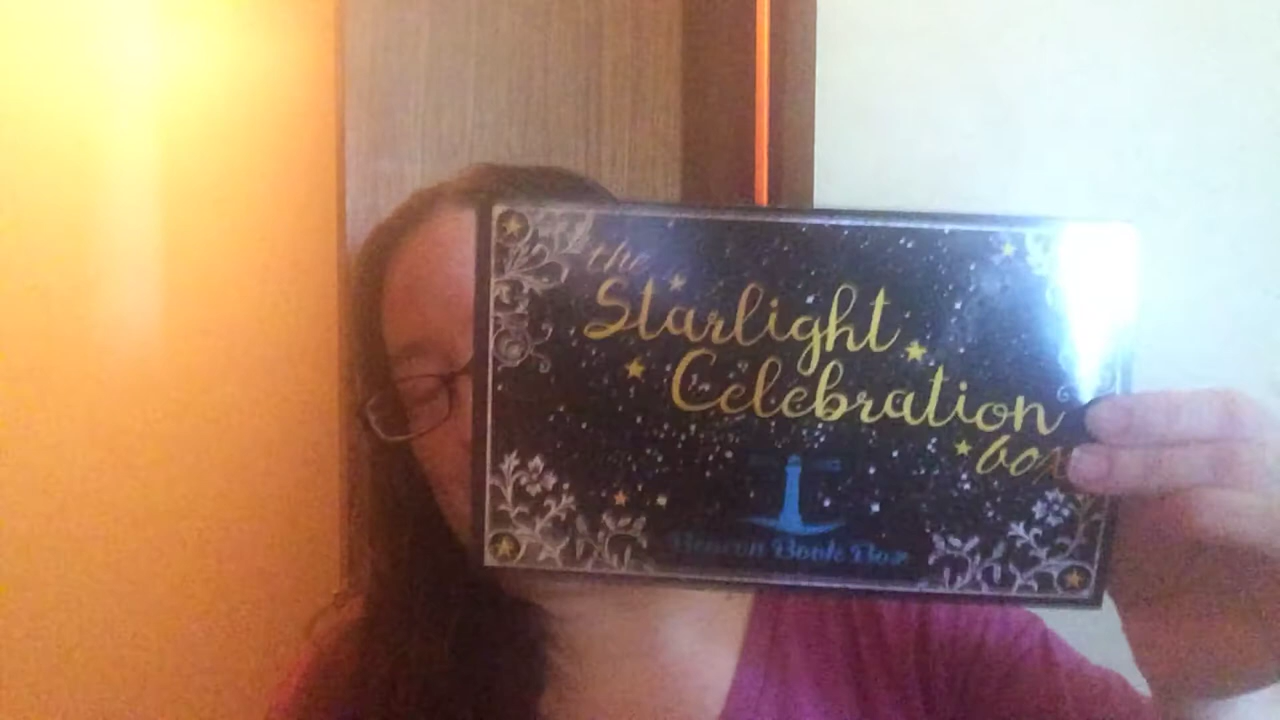 the
Starlight
Celebration
box
Beacon Book Box